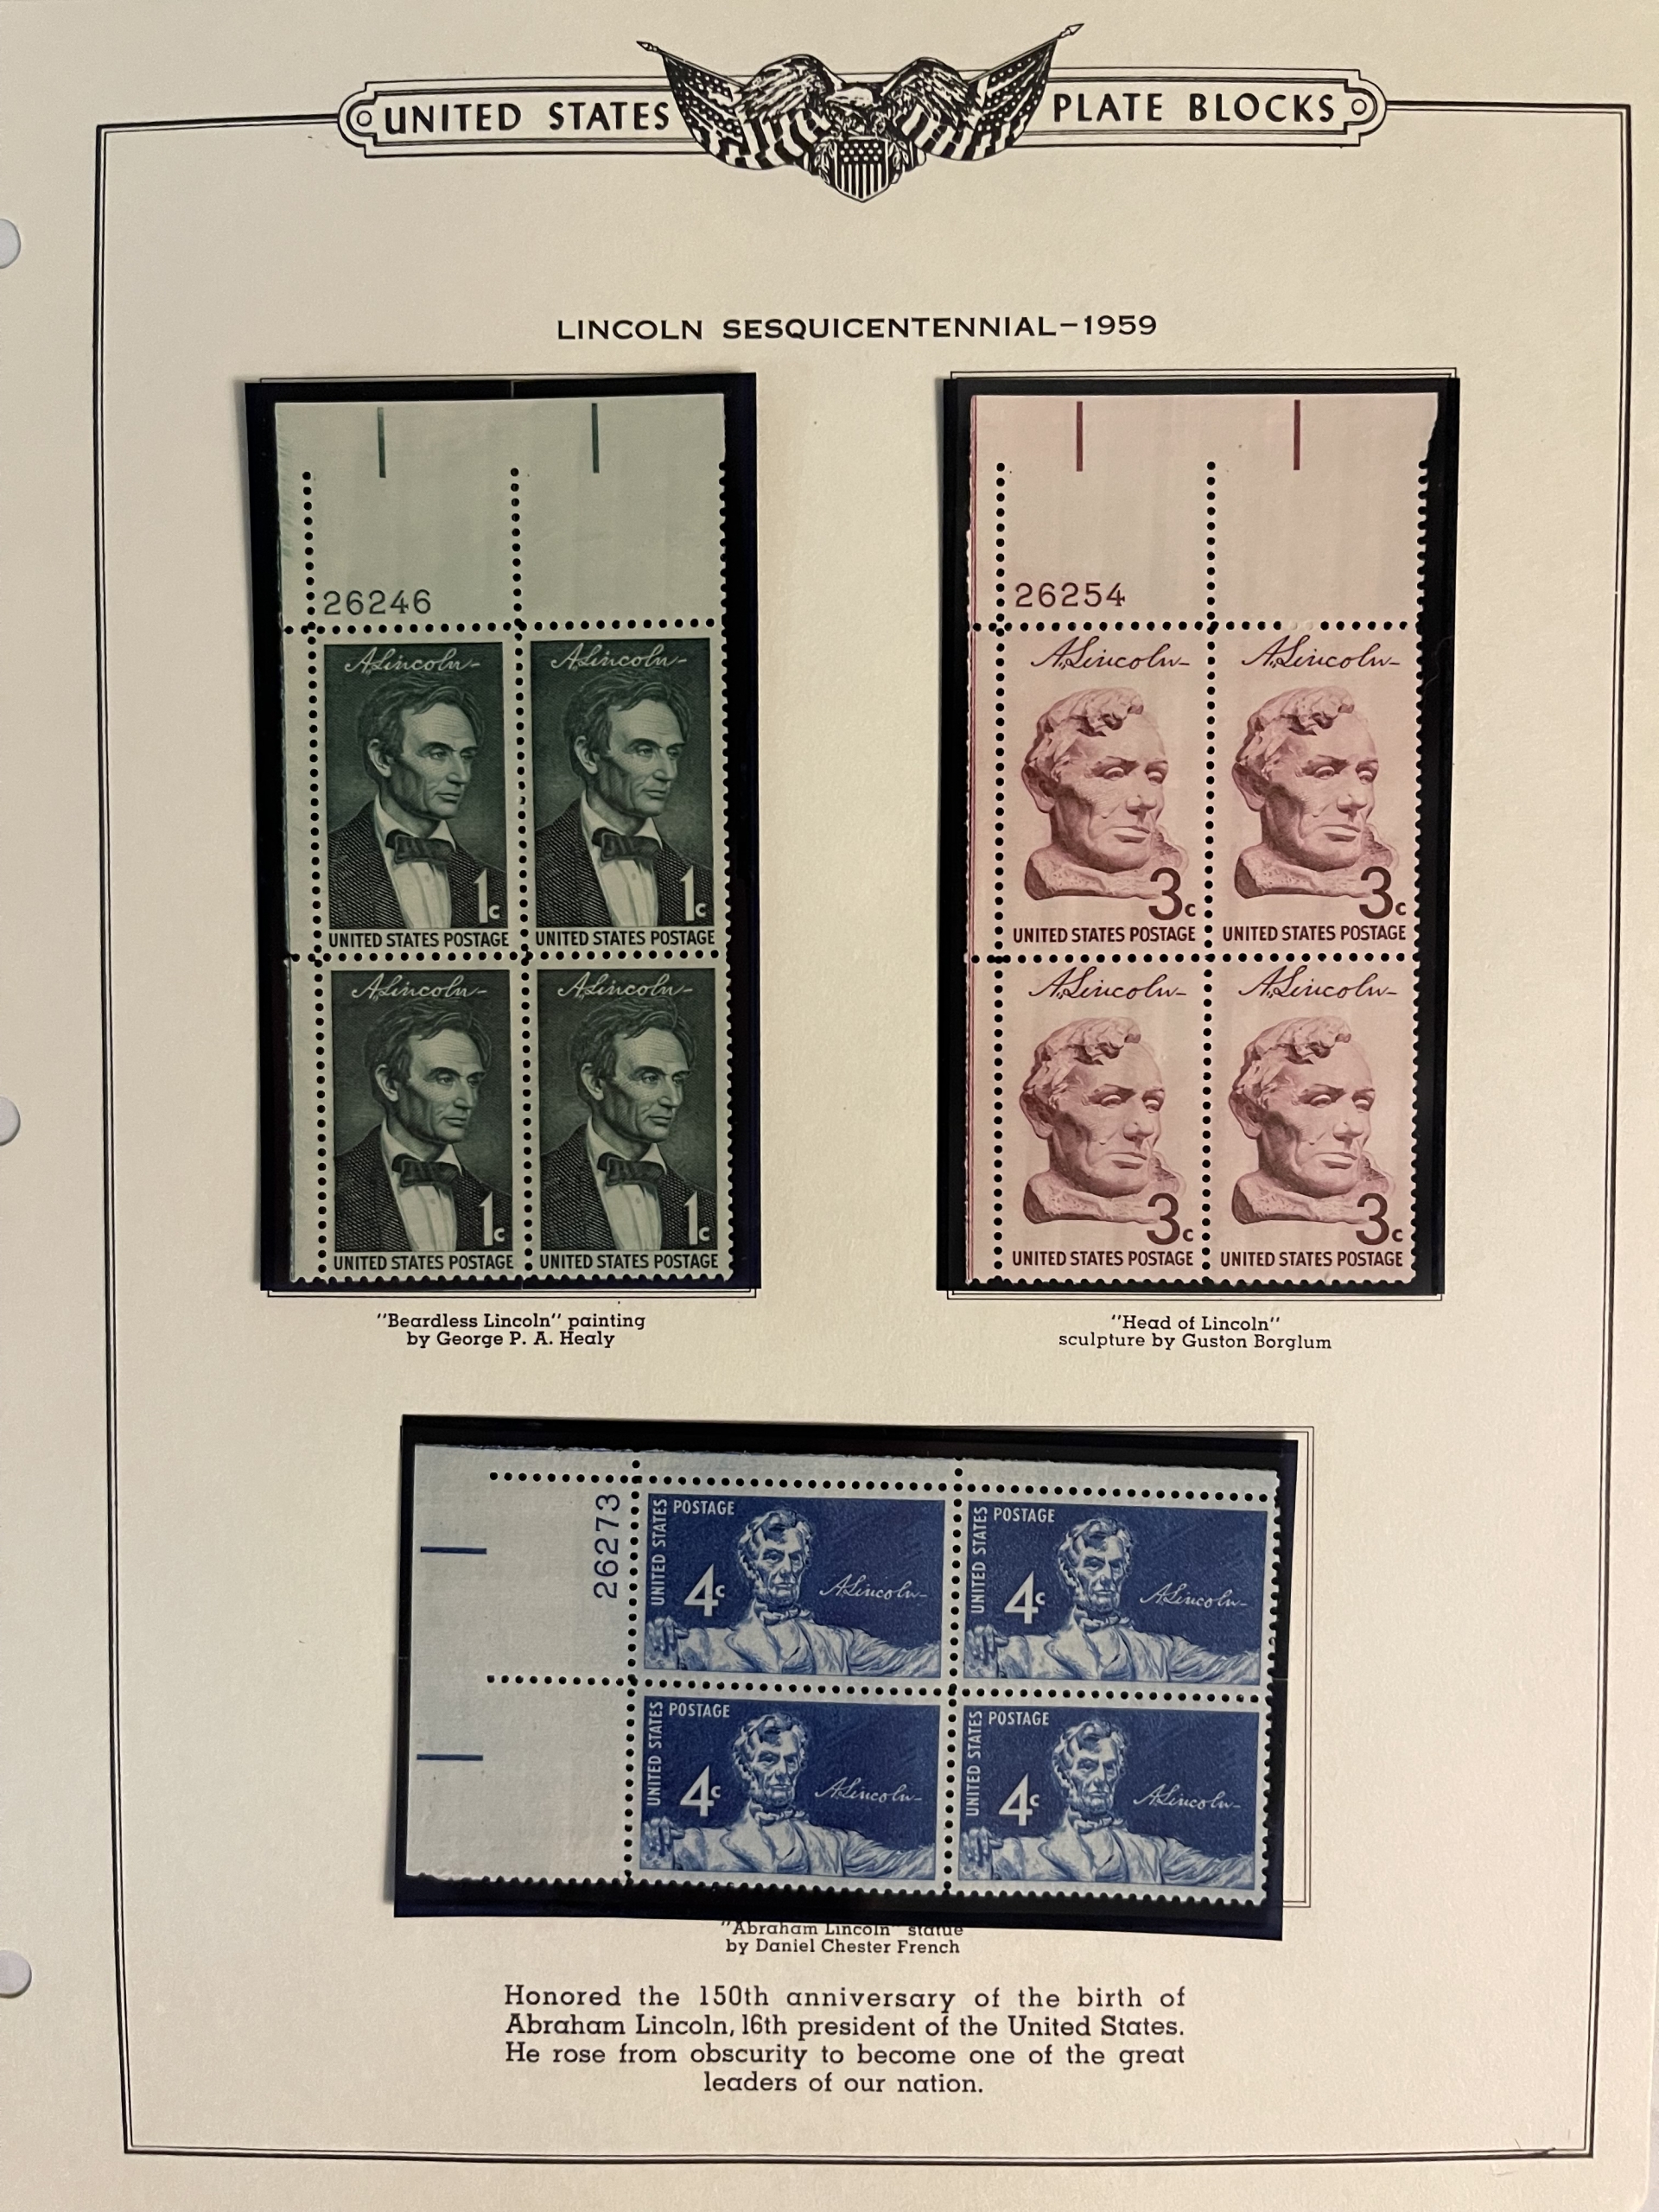 UNITED STATES PLATE BLOCKS
LINCOLN SESQUICENTENNIAL–1959
26246
A.Lincoln– A.Lincoln–
1c 1c
UNITED STATES POSTAGE UNITED STATES POSTAGE
A.Lincoln– A.Lincoln–
1c 1c
UNITED STATES POSTAGE UNITED STATES POSTAGE
"Beardless Lincoln" painting
by George P. A. Healy
26254
A.Lincoln– A.Lincoln–
3c 3c
UNITED STATES POSTAGE UNITED STATES POSTAGE
A.Lincoln– A.Lincoln–
3c 3c
UNITED STATES POSTAGE UNITED STATES POSTAGE
"Head of Lincoln"
sculpture by Guston Borglum
26273
UNITED STATES POSTAGE UNITED STATES POSTAGE
4c A.Lincoln– 4c A.Lincoln–
UNITED STATES POSTAGE UNITED STATES POSTAGE
4c A.Lincoln– 4c A.Lincoln–
"Abraham Lincoln" statue
by Daniel Chester French
Honored the 150th anniversary of the birth of
Abraham Lincoln, 16th president of the United States.
He rose from obscurity to become one of the great
leaders of our nation.